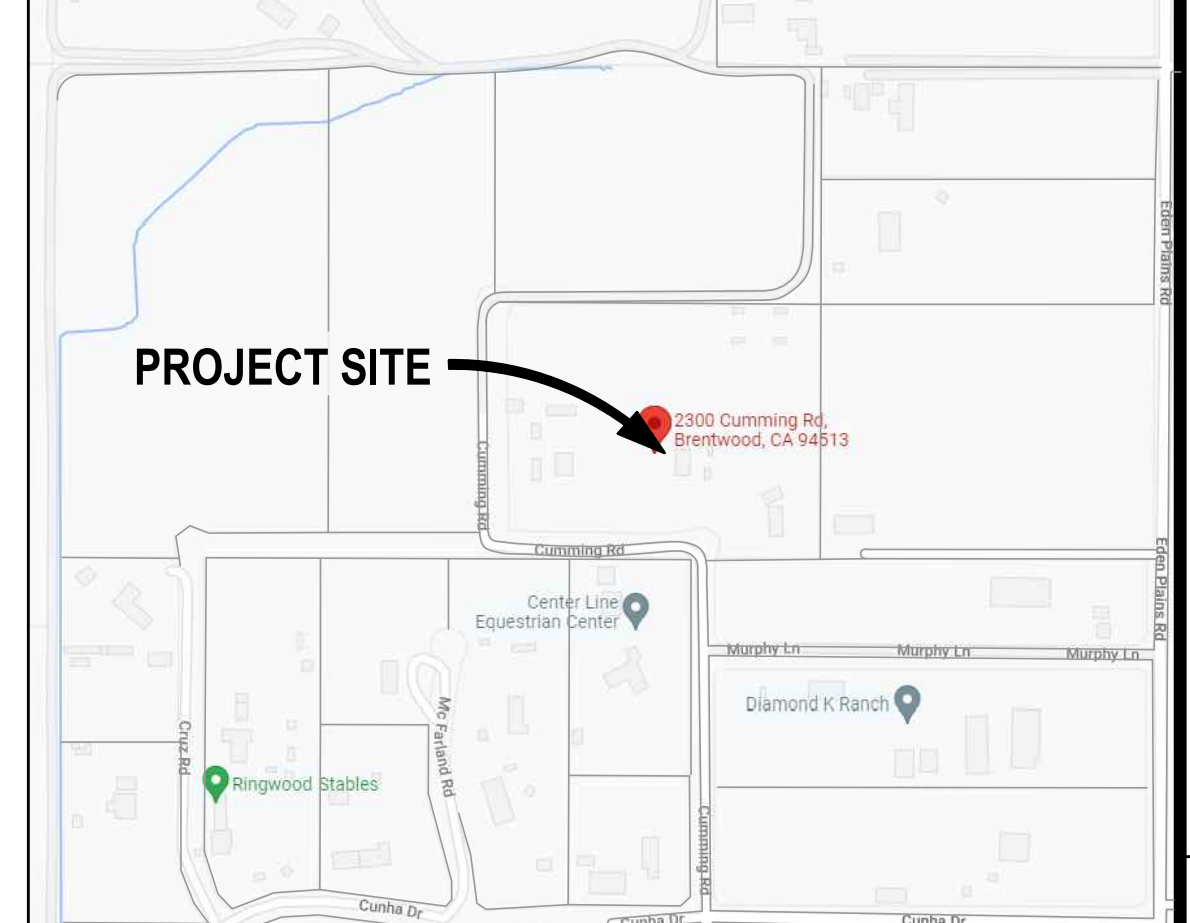 Eden Plains Rd
PROJECT SITE
2300 Cumming Rd,
Brentwood, CA 94513
Cumming Rd
Cumming Rd
Eden Plains Rd
Center Line
Equestrian Center
Murphy Ln
Murphy Ln
Murphy Ln
Diamond K Ranch
Mc Farland Rd
Cruz Rd
Ringwood Stables
Cumming Rd
Cunha Dr
Cunha Dr
Cunha Dr